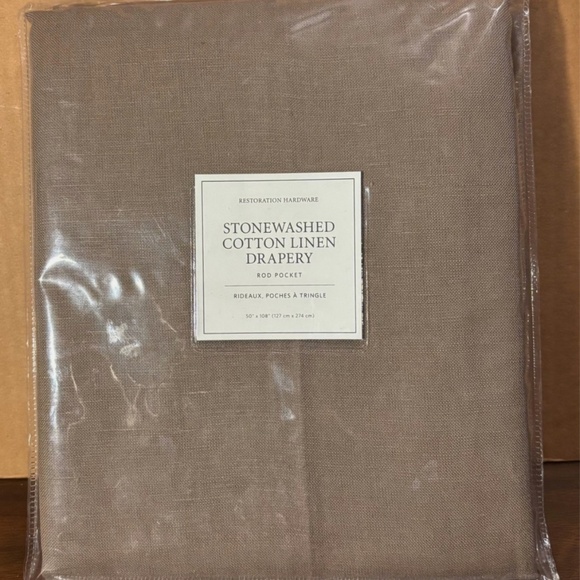 RESTORATION HARDWARE
STONEWASHED
COTTON LINEN
DRAPERY
ROD POCKET
RIDEAUX, POCHES À TRINGLE
50" x 108" (127 cm x 274 cm)